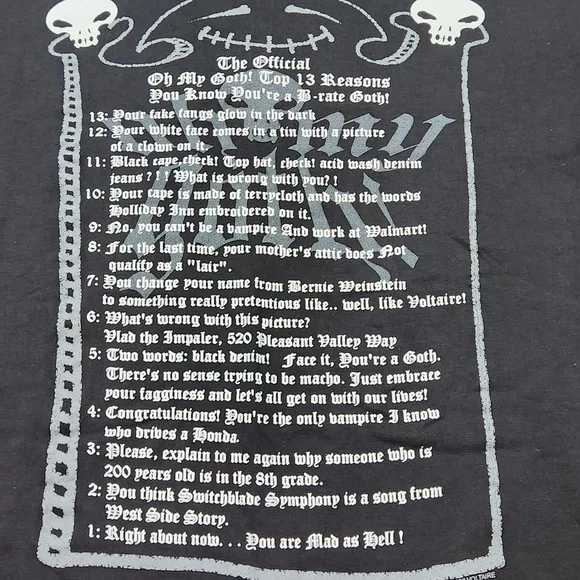 The Official
Oh My Goth! Top 13 Reasons
You Know You're a B-rate Goth!
13: Your fake fangs glow in the dark
12: Your white face comes in a tin with a picture
of a clown on it.
11: Black cape,check! Top hat, check! acid wash denim
jeans ? ! ! What is wrong with you? !
10: Your cape is made of terrycloth and has the words
Holliday Inn embroidered on it.
9: No, you can't be a vampire And work at Walmart!
8: For the last time, your mother's attic does Not
qualify as a "lair".
7: You change your name from Bernie Weinstein
to something really pretentious like.. well, like Voltaire!
6: What's wrong with this picture?
Vlad the Impaler, 520 Pleasant Valley Way
5: Two words: black denim! Face it, You're a Goth.
There's no sense trying to be macho. Just embrace
your fagginess and let's all get on with our lives!
4: Congratulations! You're the only vampire I know
who drives a Honda.
3: Please, explain to me again why someone who is
200 years old is in the 8th grade.
2: You think Switchblade Symphony is a song from
West Side Story.
1: Right about now. . . You are Mad as Hell !
my
VOLTAIRE